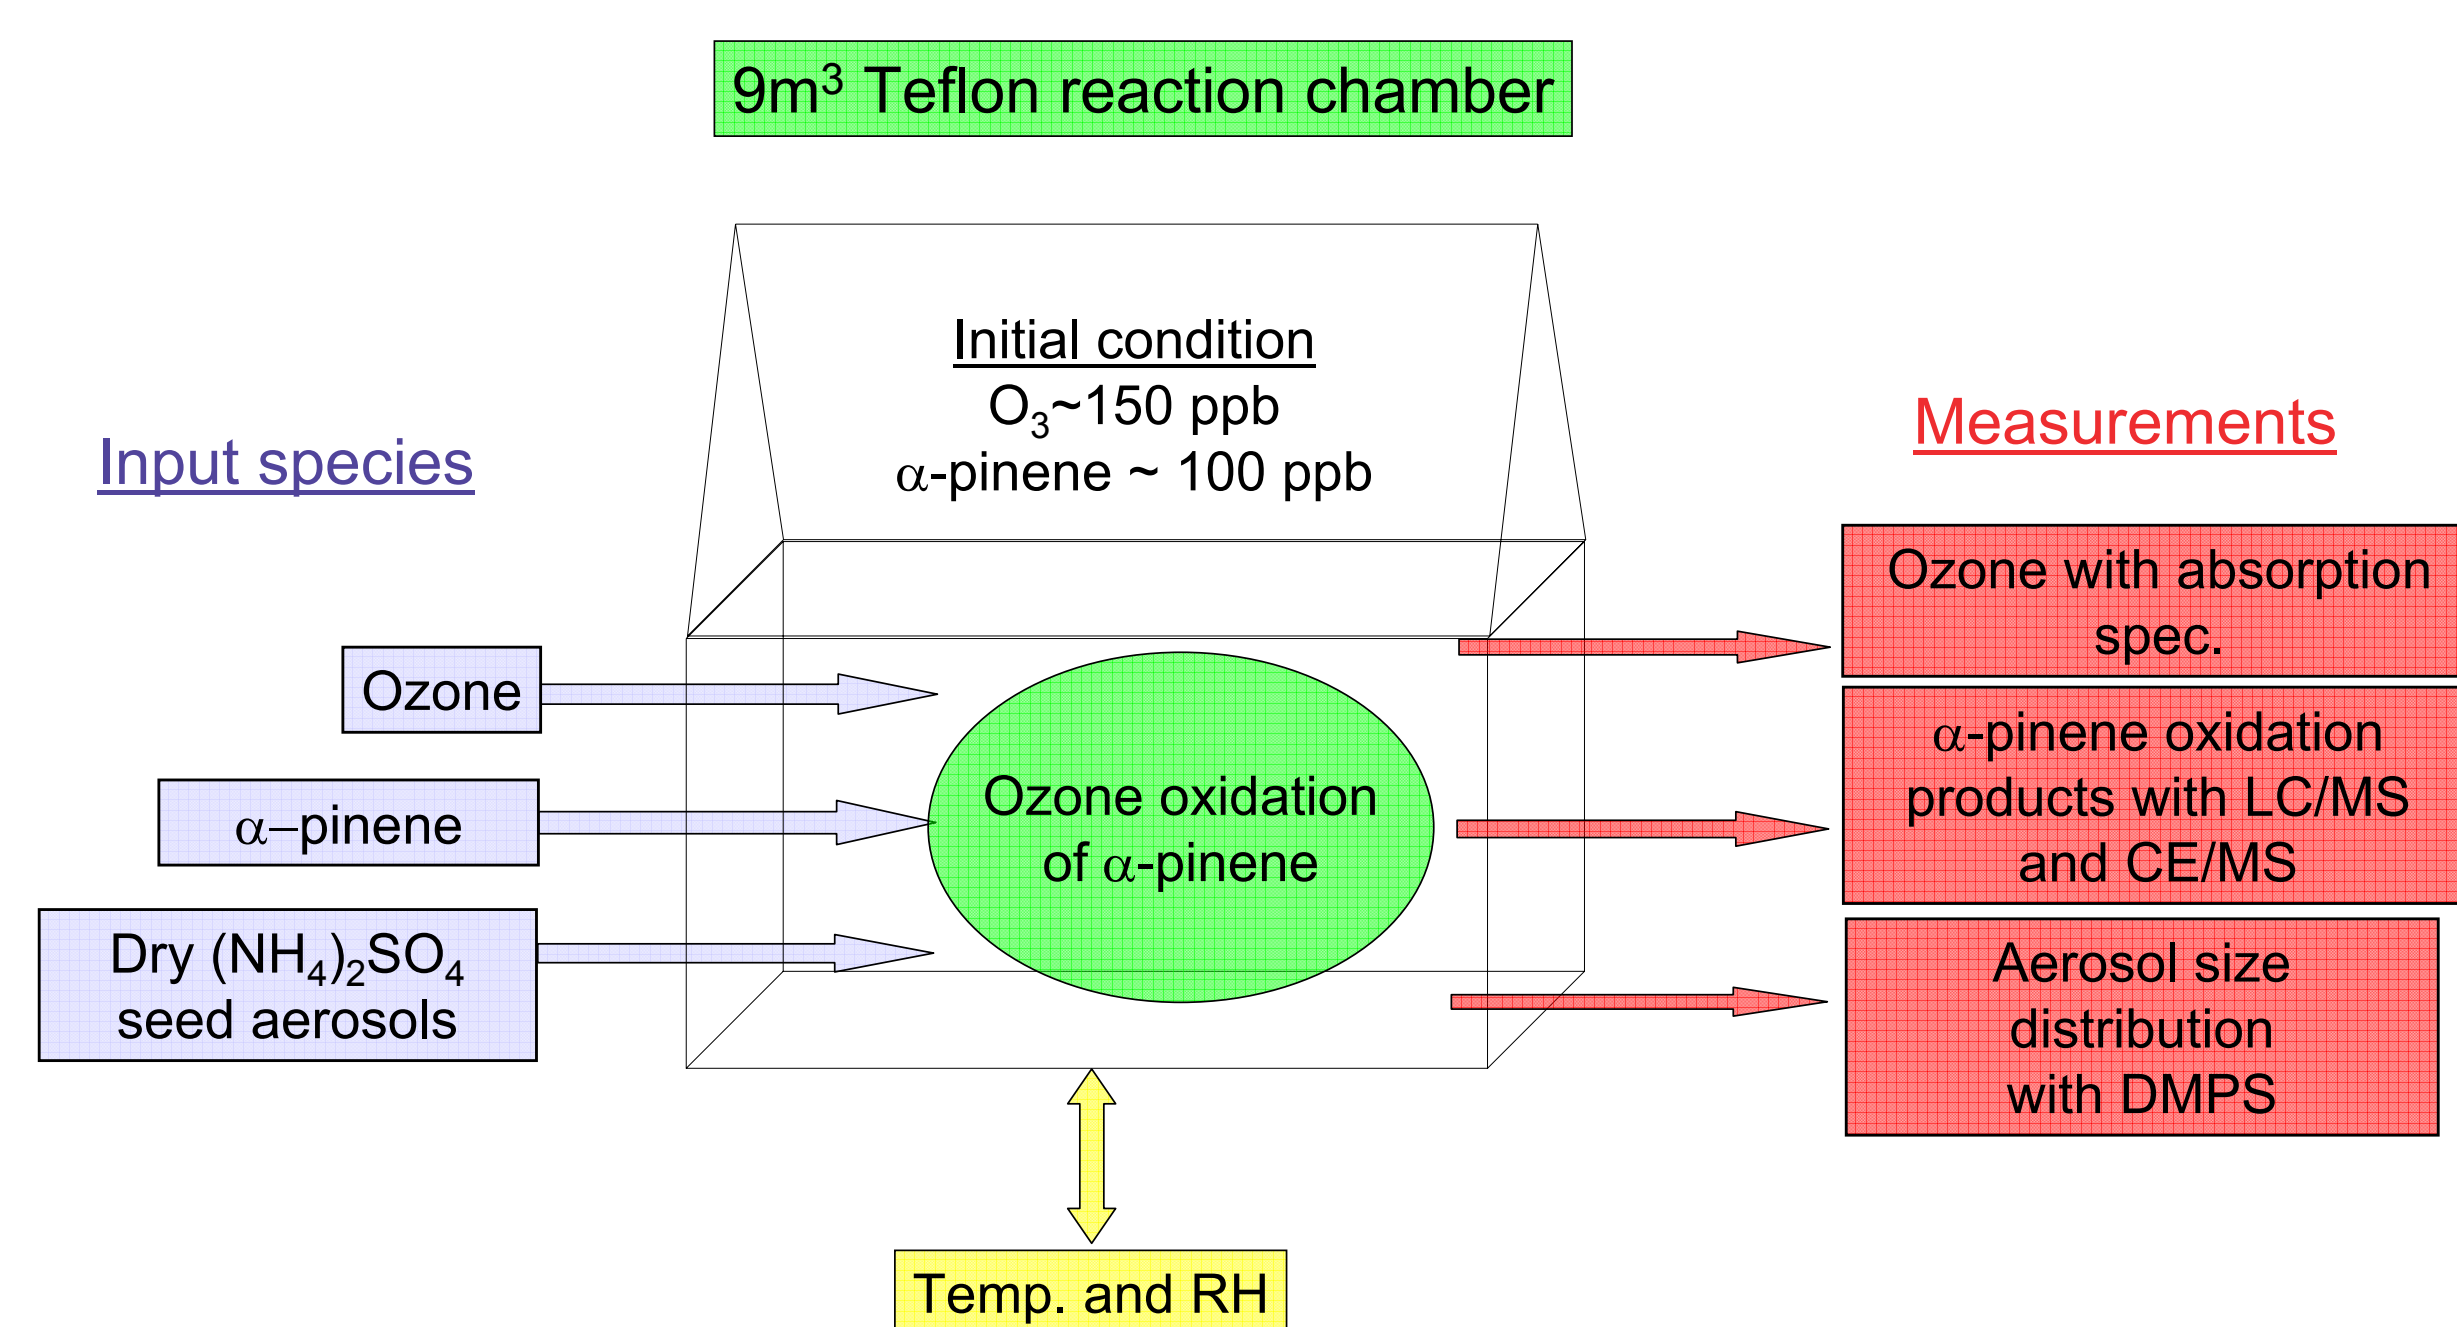 9m³ Teflon reaction chamber
Initial condition
O₃~150 ppb
α-pinene ~ 100 ppb
Input species
Ozone
α–pinene
Dry (NH₄)₂SO₄
seed aerosols
Ozone oxidation
of α-pinene
Measurements
Ozone with absorption
spec.
α-pinene oxidation
products with LC/MS
and CE/MS
Aerosol size
distribution
with DMPS
Temp. and RH